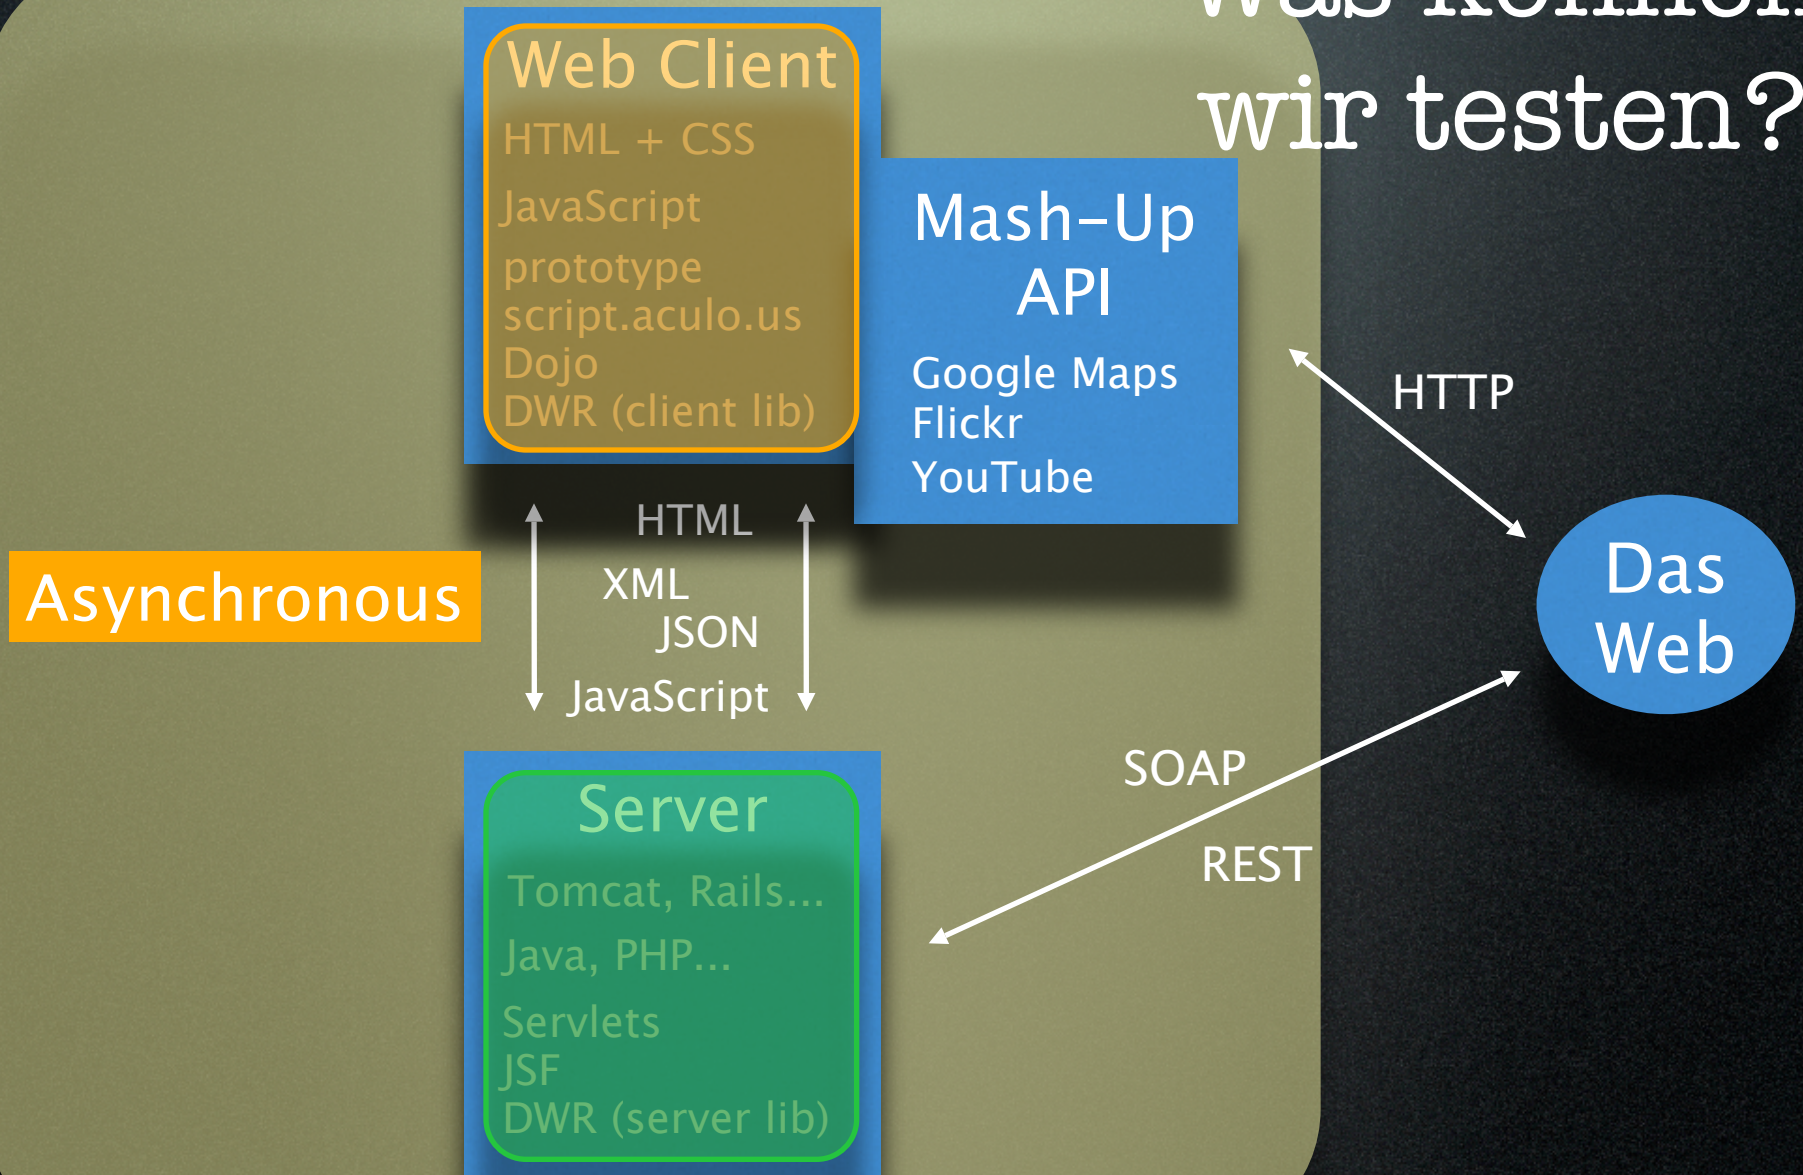 was können
wir testen?
Web Client
HTML + CSS
JavaScript
prototype
script.aculo.us
Dojo
DWR (client lib)
Mash-Up
API
Google Maps
Flickr
YouTube
HTTP
Das
Web
Asynchronous
HTML
XML
JSON
JavaScript
SOAP
REST
Server
Tomcat, Rails...
Java, PHP...
Servlets
JSF
DWR (server lib)